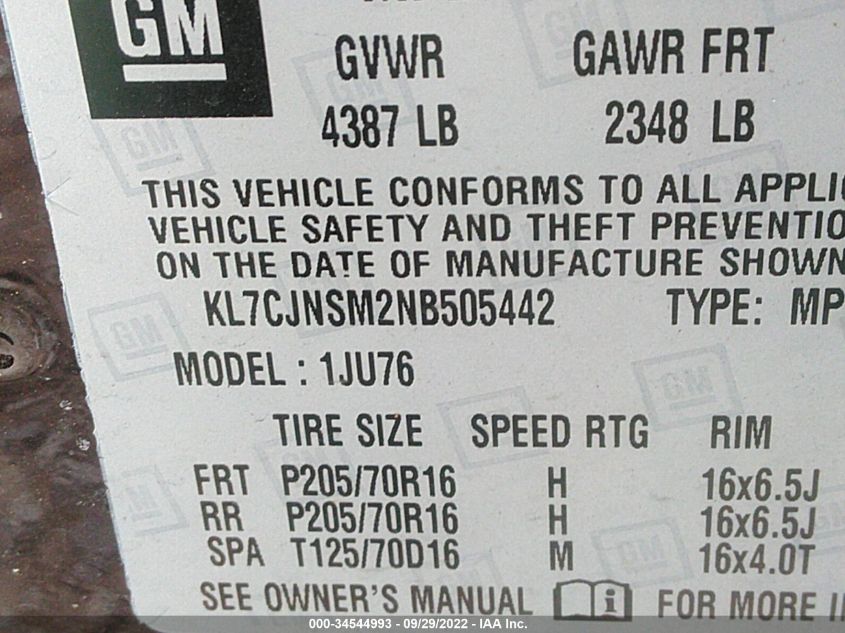 GM
GVWR GAWR FRT
4387 LB 2348 LB
THIS VEHICLE CONFORMS TO ALL
VEHICLE SAFETY AND THEFT
ON THE DATE OF MANUFACTURE SHOWN
KL7CJNSM2NB505442 TYPE: MP
MODEL : 1JU76
TIRE SIZE SPEED RTG RIM
FRT P205/70R16 H 16x6.5J
RR P205/70R16 H 16x6.5J
SPA T125/70D16 M 16x4.0T
SEE OWNER'S MANUAL i FOR MORE
000-34544993 - 09/29/2022 - IAA Inc.